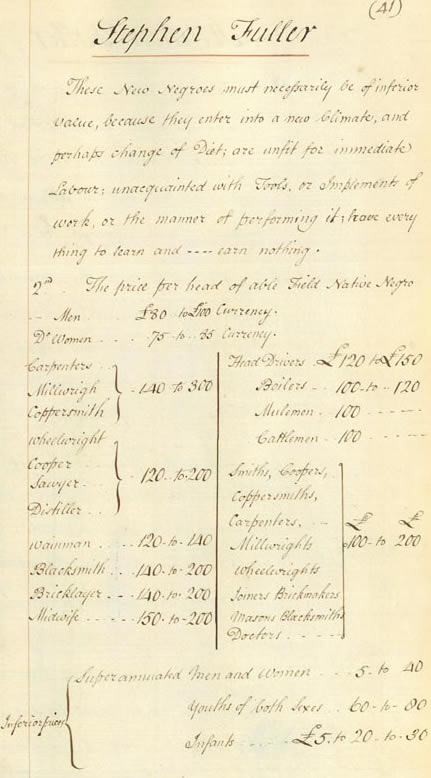 (41)
Stephen Fuller
These New Negroes must necessarily be of inferior
value, because they enter into a new Climate, and
perhaps change of Diet; are unfit for immediate
Labour; unacquainted with Tools, or Implements of
work, or the manner of performing it; have every
thing to learn and ---- earn nothing.
2nd. The price per head of able Field Native Negro
-- Men . . . £80 to £100 Currency.
Do Women . . . 75 - to - 85 Currency.
Carpenters . .
Millwrigh
Coppersmith
- 140 to 300
Wheelwright
Cooper . .
Sawyer . . .
Distiller . . .
- 120 - to - 200
Wainman . . . 120 - to - 140
Blacksmith . . . 140 - to - 200
Bricklayer - - - 140 - to - 200
Midwife - - - - 150 - to - 200
Head Drivers £120 to £150
Boilers - . 100 - to - 120
Mulemen . 100 . - - - - -
Cattlemen - 100 - - - - -
Smiths, Coopers,
Coppersmiths,
Carpenters, . -
Millwrights
Wheelwrights
Joiners Brickmakers
Masons Blacksmiths
Doctors . - - - -
£ £
100 - to 200
Inferior prices
Superannuated Men and Women - - - 5 - to 40
Youths of both Sexes . . 60 - to - 80
Infants . . . . £5. to 20 - to - 30